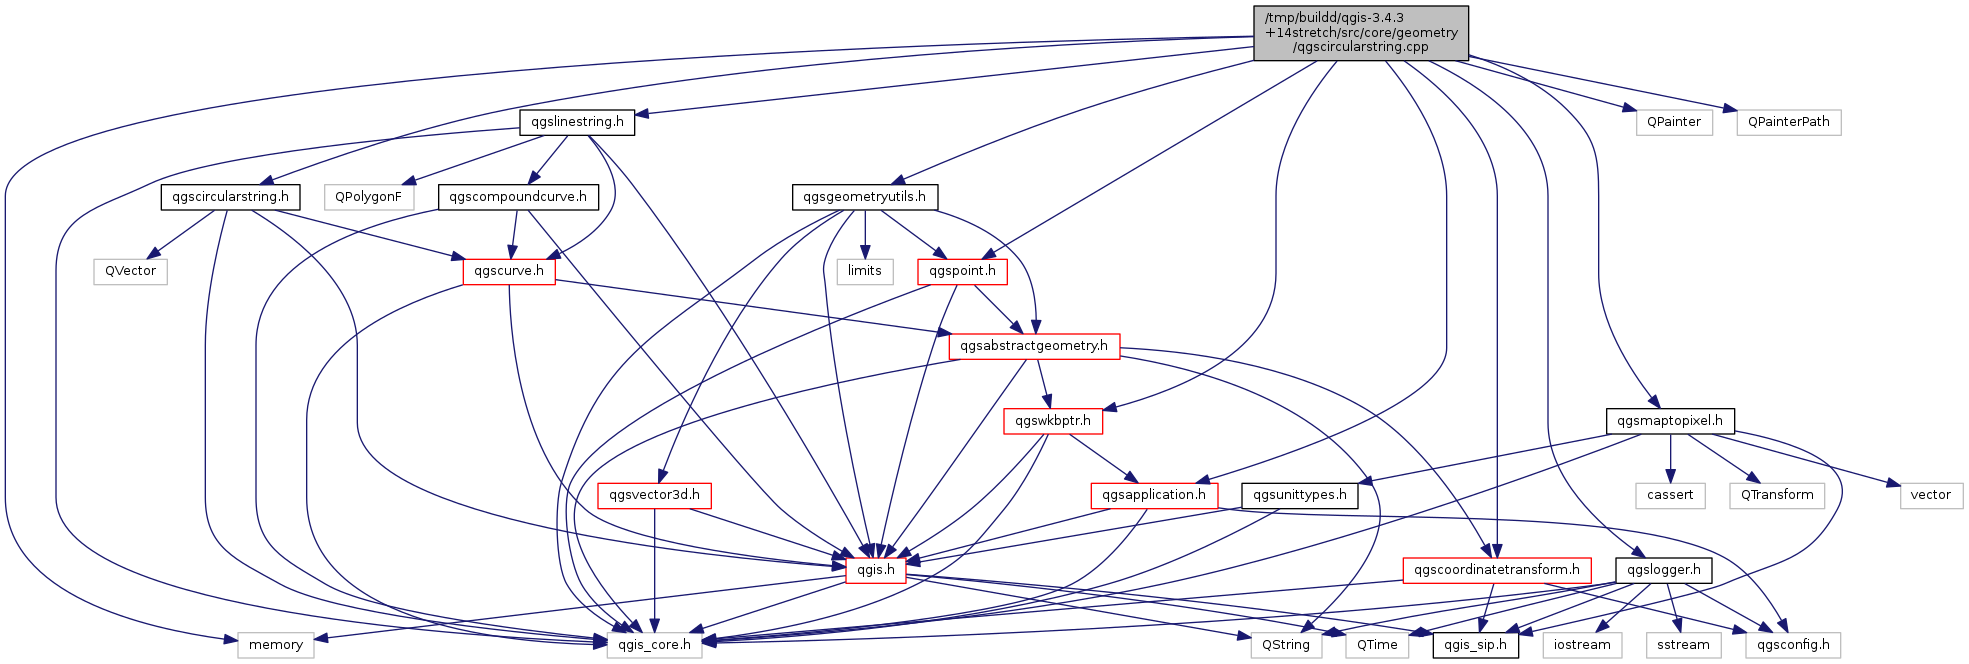 /tmp/buildd/qgis-3.4.3
+14stretch/src/core/geometry
/qgscircularstring.cpp
qgslinestring.h
QPainter
QPainterPath
qgscircularstring.h
QPolygonF
qgscompoundcurve.h
qgsgeometryutils.h
QVector
qgscurve.h
limits
qgspoint.h
qgsabstractgeometry.h
qgswkbptr.h
qgsmaptopixel.h
qgsvector3d.h
qgsapplication.h
qgsunittypes.h
cassert
QTransform
vector
qgis.h
qgscoordinatetransform.h
qgslogger.h
memory
qgis_core.h
QString
QTime
qgis_sip.h
iostream
sstream
qgsconfig.h